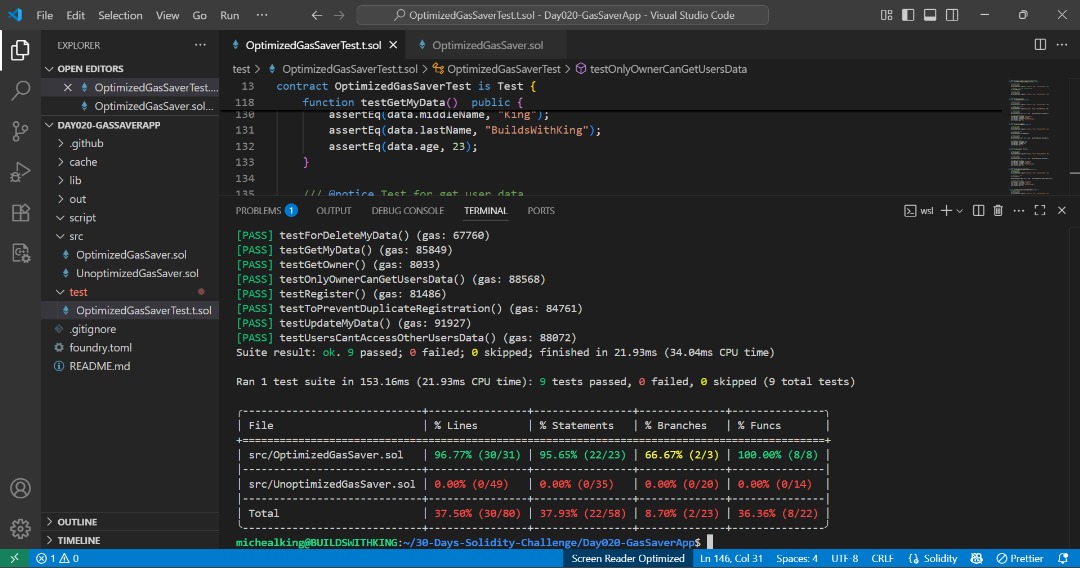 File Edit Selection View Go Run ··· OptimizedGasSaverTest.t.sol - Day020-GasSaverApp - Visual Studio Code
EXPLORER ···
OPEN EDITORS
OptimizedGasSaverTest....
OptimizedGasSaver.so...
DAY020-GASSAVERAPP
.github
cache
lib
out
script
src
OptimizedGasSaver.sol
UnoptimizedGasSaver.sol
test
OptimizedGasSaverTest.t.sol
.gitignore
foundry.toml
README.md
OUTLINE
TIMELINE
OptimizedGasSaverTest.t.sol OptimizedGasSaver.sol
test > OptimizedGasSaverTest.t.sol > OptimizedGasSaverTest > testOnlyOwnerCanGetUsersData
13 contract OptimizedGasSaverTest is Test {
118 function testGetMyData() public {
130 assertEq(data.middleName, "King");
131 assertEq(data.lastName, "BuildsWithKing");
132 assertEq(data.age, 23);
133 }
134
135 /// @notice Test for get user data
PROBLEMS 1 OUTPUT DEBUG CONSOLE TERMINAL PORTS wsl
[PASS] testForDeleteMyData() (gas: 67760)
[PASS] testGetMyData() (gas: 85849)
[PASS] testGetOwner() (gas: 8033)
[PASS] testOnlyOwnerCanGetUsersData() (gas: 88568)
[PASS] testRegister() (gas: 81486)
[PASS] testToPreventDuplicateRegistration() (gas: 84761)
[PASS] testUpdateMyData() (gas: 91927)
[PASS] testUsersCantAccessOtherUsersData() (gas: 88072)
Suite result: ok. 9 passed; 0 failed; 0 skipped; finished in 21.93ms (34.04ms CPU time)
Ran 1 test suite in 153.16ms (21.93ms CPU time): 9 tests passed, 0 failed, 0 skipped (9 total tests)
| File | % Lines | % Statements | % Branches | % Funcs |
| src/OptimizedGasSaver.sol | 96.77% (30/31) | 95.65% (22/23) | 66.67% (2/3) | 100.00% (8/8) |
| src/UnoptimizedGasSaver.sol | 0.00% (0/49) | 0.00% (0/35) | 0.00% (0/20) | 0.00% (0/14) |
| Total | 37.50% (30/80) | 37.93% (22/58) | 8.70% (2/23) | 36.36% (8/22) |
michealking@BUILDSWITHKING:~/30-Days-Solidity-Challenge/Day020-GasSaverApp$
1 0 Screen Reader Optimized Ln 146, Col 31 Spaces: 4 UTF-8 CRLF {} Solidity Prettier